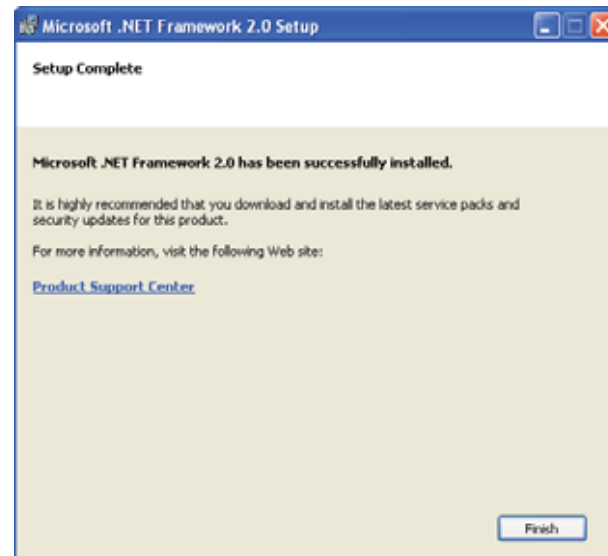 Microsoft .NET Framework 2.0 Setup
Setup Complete
Microsoft .NET Framework 2.0 has been successfully installed.
It is highly recommended that you download and install the latest service packs and
security updates for this product.
For more information, visit the following Web site:
Product Support Center
Finish